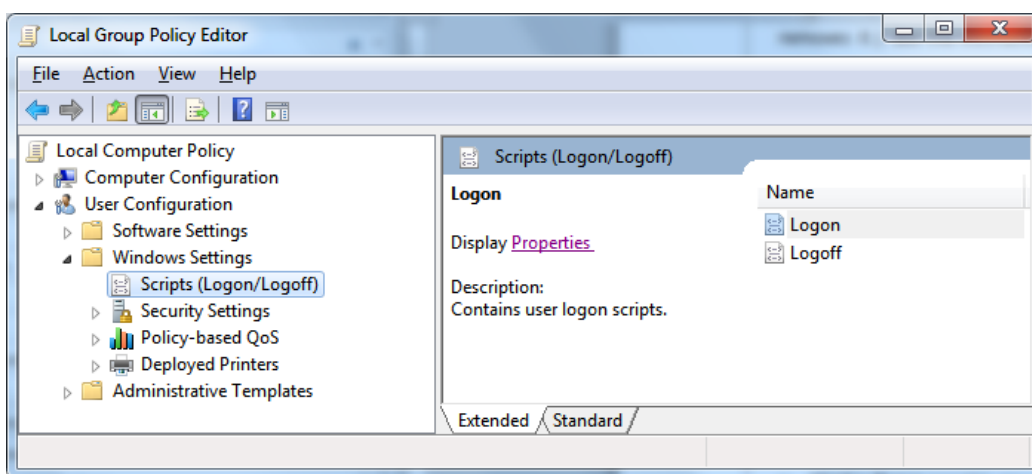 Local Group Policy Editor
File Action View Help
Local Computer Policy
Computer Configuration
User Configuration
Software Settings
Windows Settings
Scripts (Logon/Logoff)
Security Settings
Policy-based QoS
Deployed Printers
Administrative Templates
Scripts (Logon/Logoff)
Logon
Display Properties
Description:
Contains user logon scripts.
Name
Logon
Logoff
Extended Standard